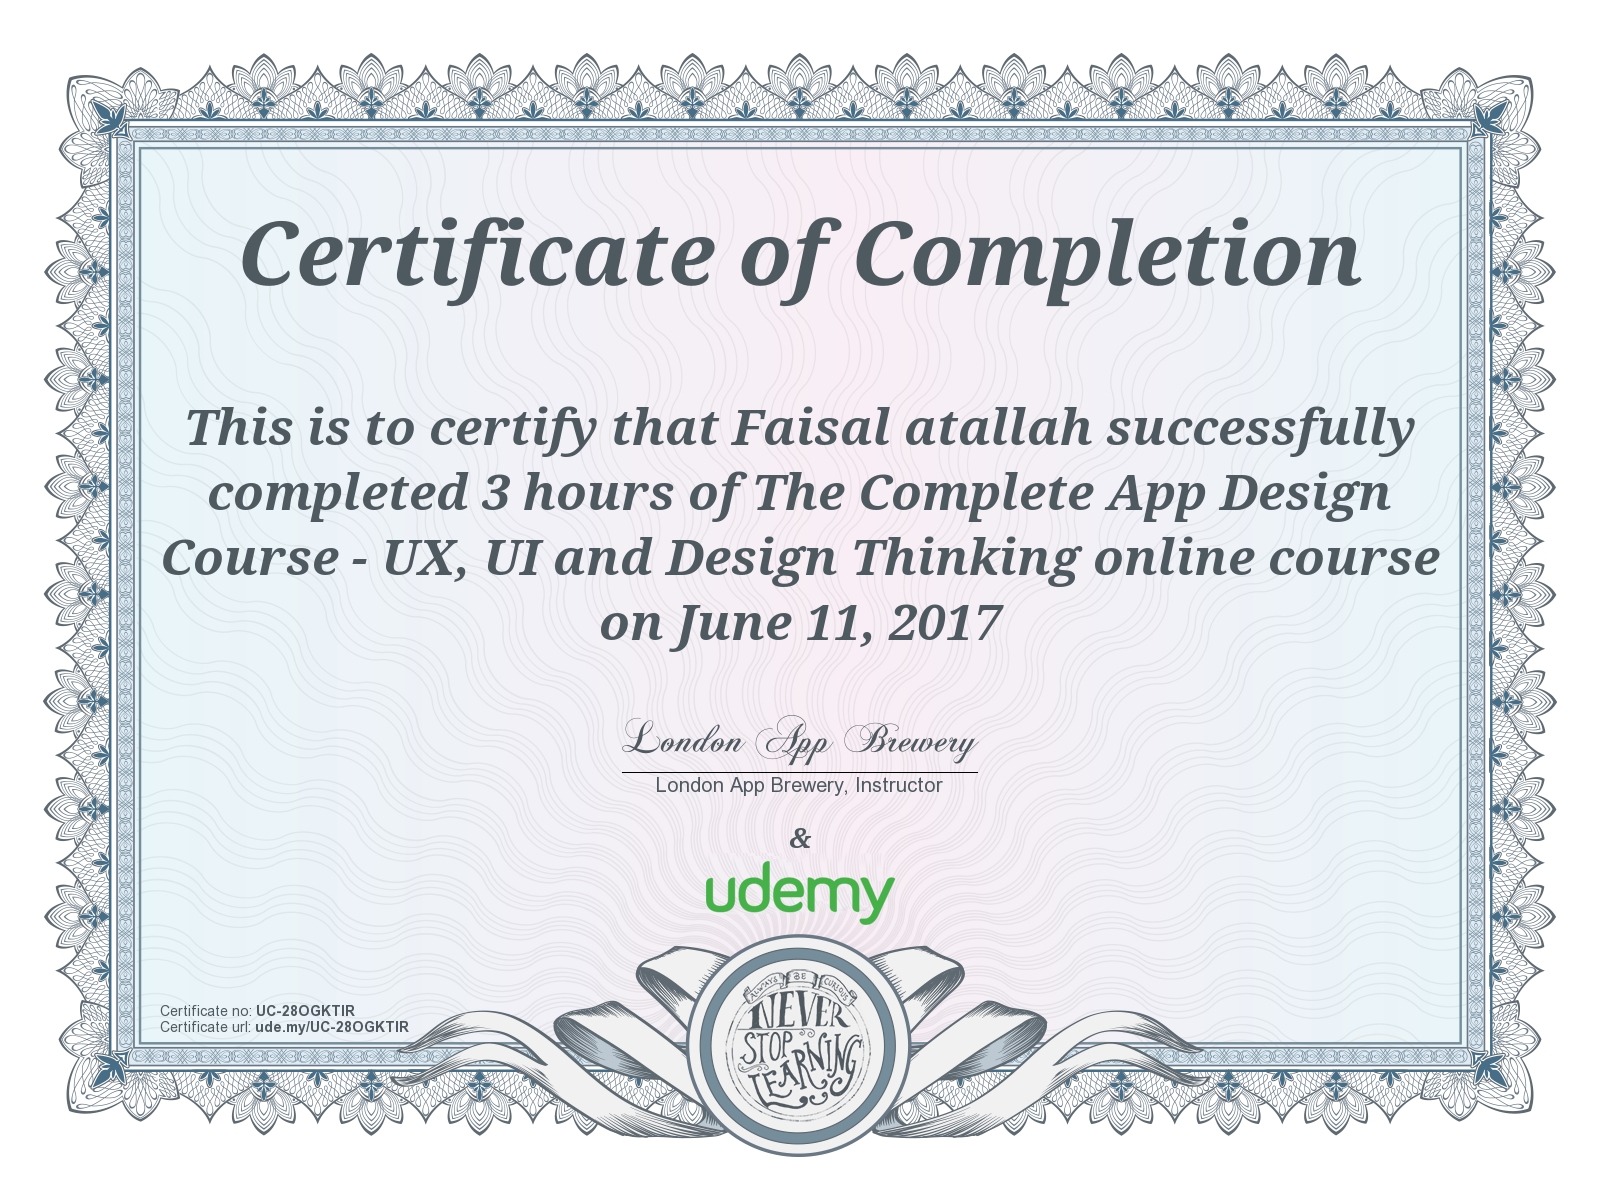 Certificate of Completion
This is to certify that Faisal atallah successfully
completed 3 hours of The Complete App Design
Course - UX, UI and Design Thinking online course
on June 11, 2017
London App Brewery
London App Brewery, Instructor
&
udemy
Certificate no: UC-28OGKTIR
Certificate url: ude.my/UC-28OGKTIR
ALWAYS BE CURIOUS
NEVER
STOP
LEARNING